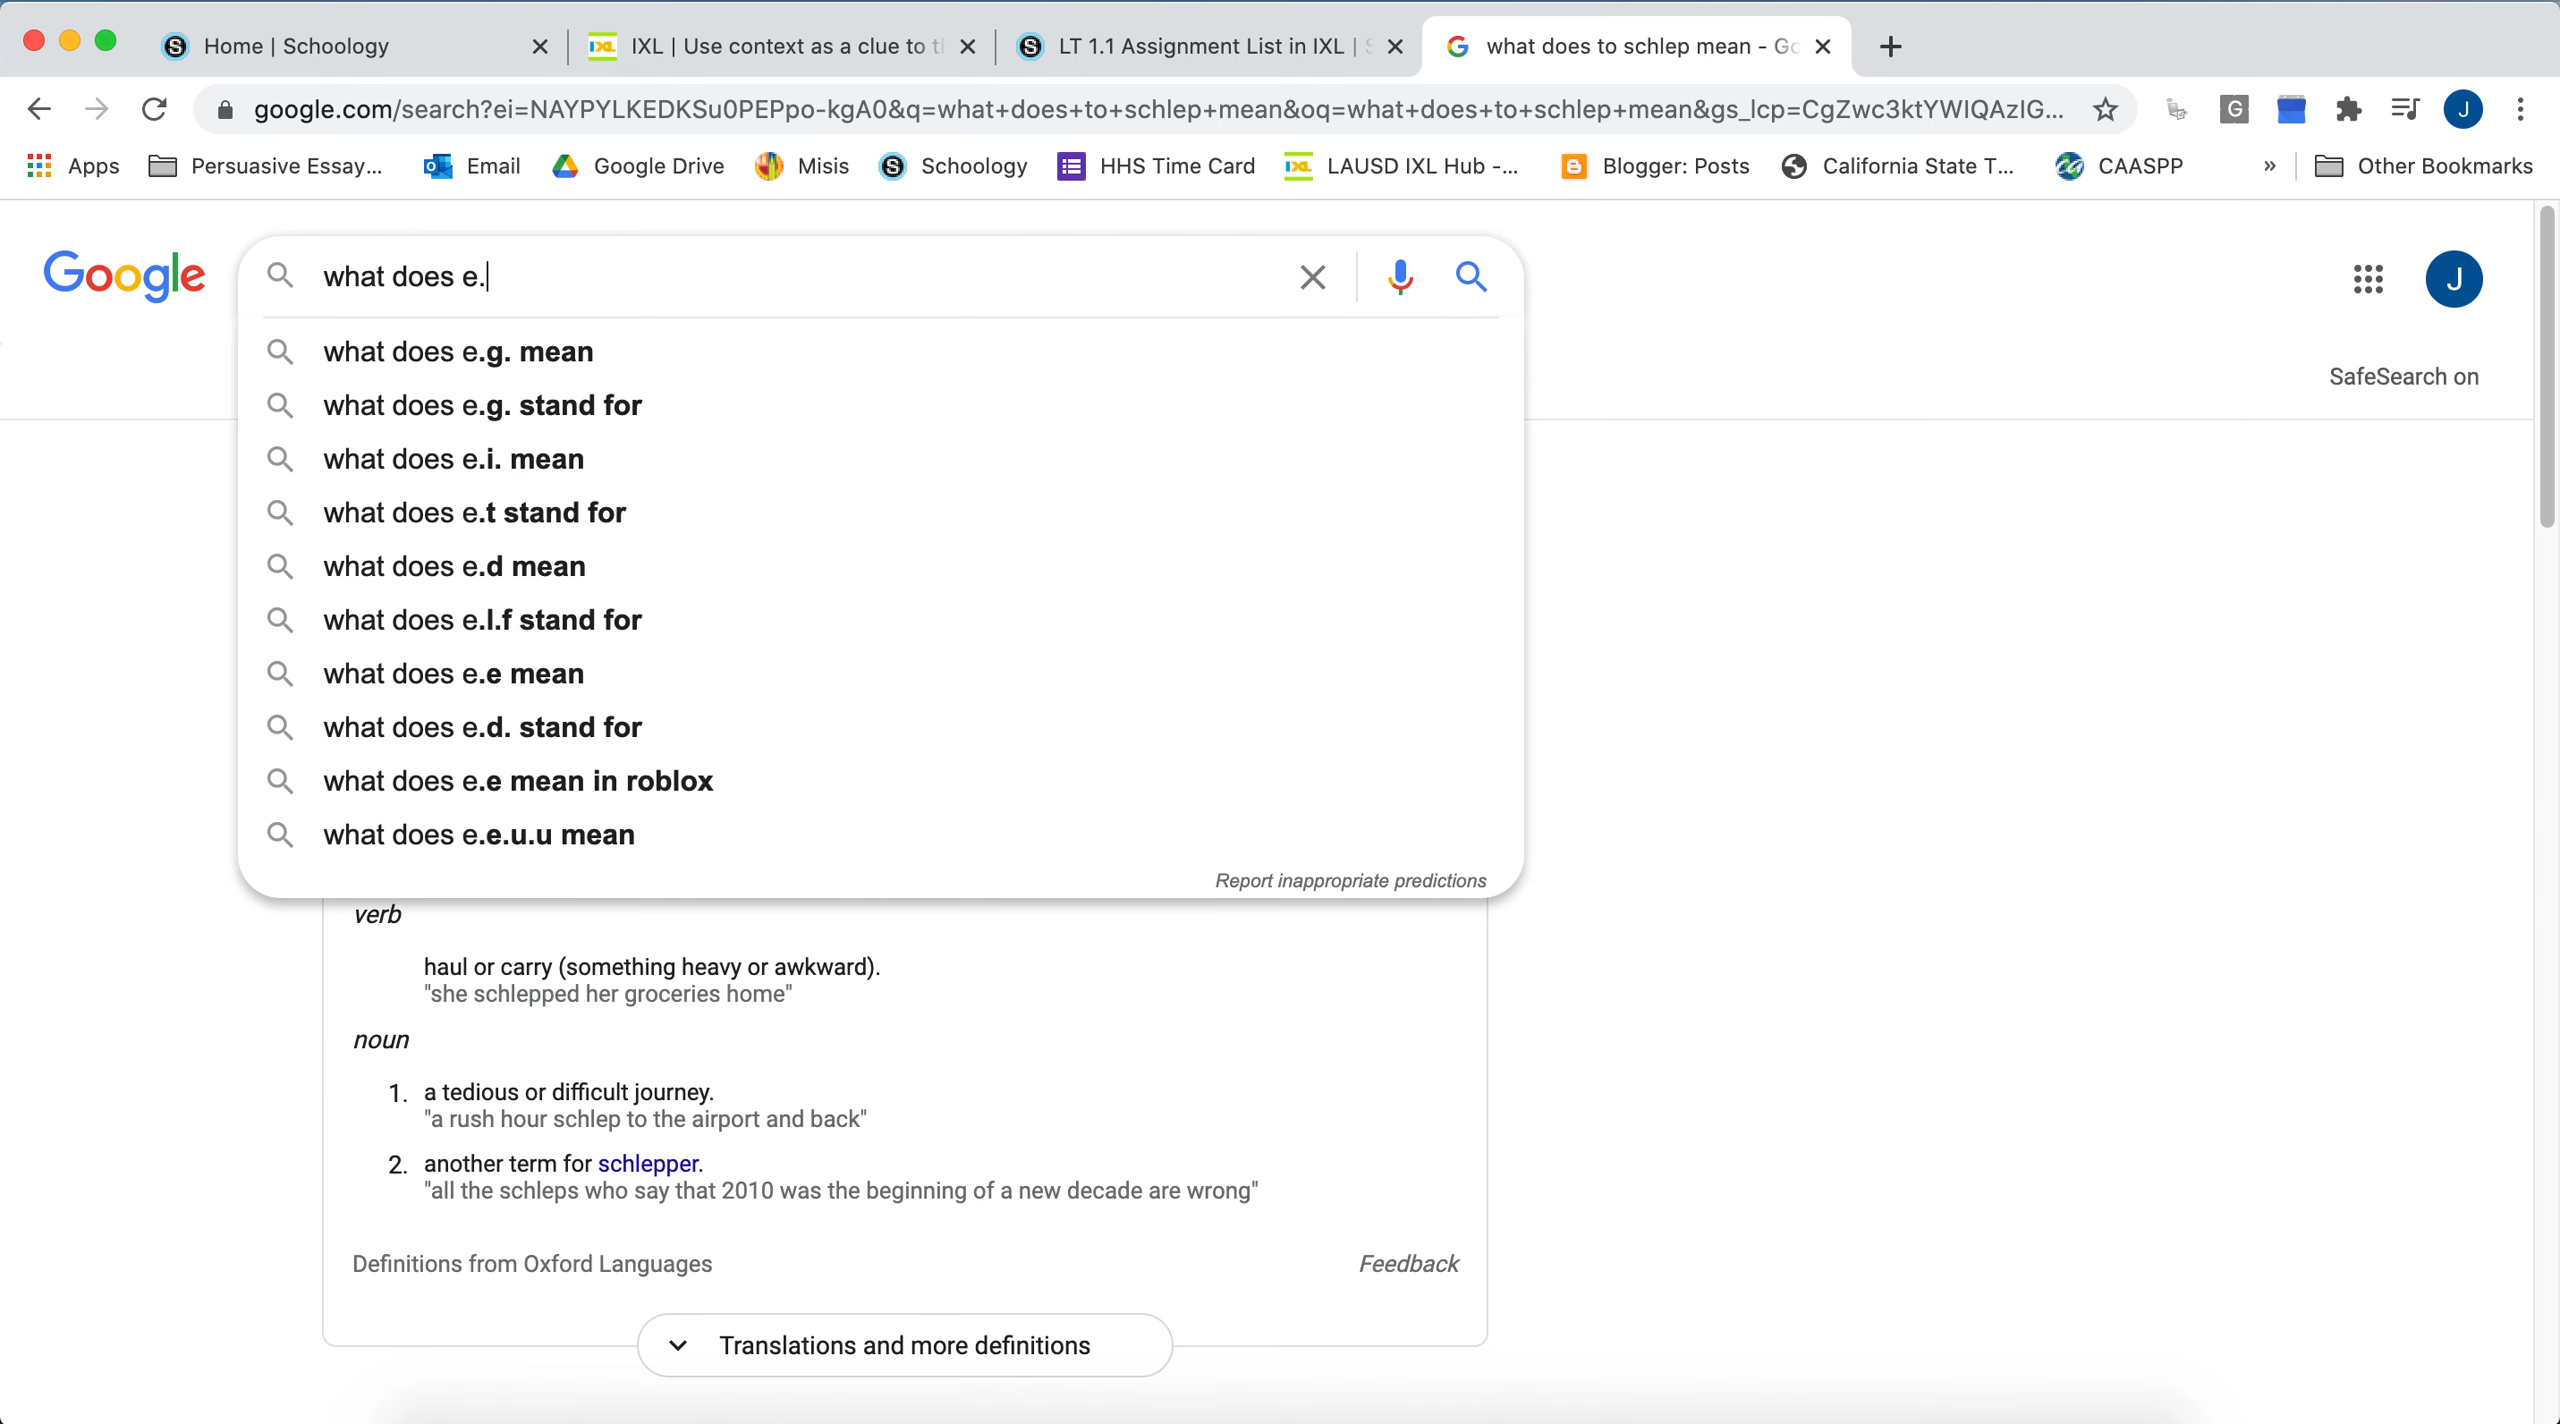 Home | Schoology
IXL | Use context as a clue to t
LT 1.1 Assignment List in IXL |
what does to schlep mean - Go
google.com/search?ei=NAYPYLKEDKSu0PEPpo-kgA0&q=what+does+to+schlep+mean&oq=what+does+to+schlep+mean&gs_lcp=CgZwc3ktYWIQAzIG...
G
J
Apps
Persuasive Essay...
Email
Google Drive
Misis
Schoology
HHS Time Card
LAUSD IXL Hub -...
Blogger: Posts
California State T...
CAASPP
»
Other Bookmarks
Google
what does e.
J
SafeSearch on
what does e.g. mean
what does e.g. stand for
what does e.i. mean
what does e.t stand for
what does e.d mean
what does e.l.f stand for
what does e.e mean
what does e.d. stand for
what does e.e mean in roblox
what does e.e.u.u mean
Report inappropriate predictions
verb
haul or carry (something heavy or awkward).
"she schlepped her groceries home"
noun
1. a tedious or difficult journey.
"a rush hour schlep to the airport and back"
2. another term for schlepper.
"all the schleps who say that 2010 was the beginning of a new decade are wrong"
Definitions from Oxford Languages
Feedback
Translations and more definitions